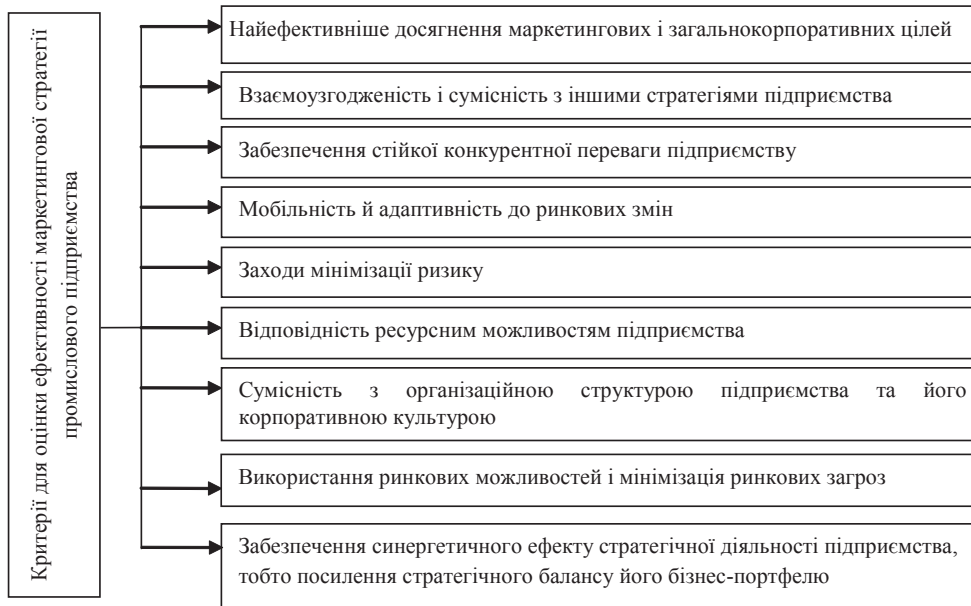 Критерії для оцінки ефективності маркетингової стратегії
промислового підприємства
Найефективніше досягнення маркетингових і загальнокорпоративних цілей
Взаємоузгодженість і сумісність з іншими стратегіями підприємства
Забезпечення стійкої конкурентної переваги підприємству
Мобільність й адаптивність до ринкових змін
Заходи мінімізації ризику
Відповідність ресурсним можливостям підприємства
Сумісність з організаційною структурою підприємства та його
корпоративною культурою
Використання ринкових можливостей і мінімізація ринкових загроз
Забезпечення синергетичного ефекту стратегічної діяльності підприємства,
тобто посилення стратегічного балансу його бізнес-портфелю